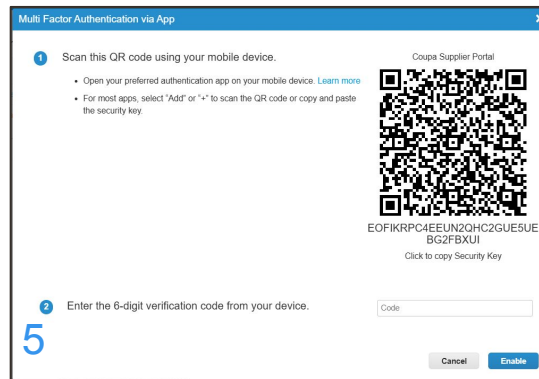 Multi Factor Authentication via App
1 Scan this QR code using your mobile device.
• Open your preferred authentication app on your mobile device. Learn more
• For most apps, select "Add" or "+" to scan the QR code or copy and paste
the security key.
Coupa Supplier Portal
EOFIKRPC4EEUN2QHC2GUE5UE
BG2FBXUI
Click to copy Security Key
2 Enter the 6-digit verification code from your device.
Code
5
Cancel
Enable